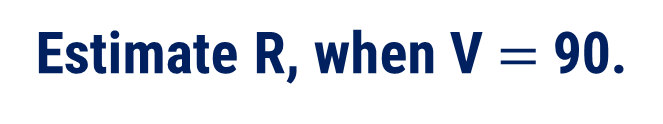 Estimate R, when V = 90.